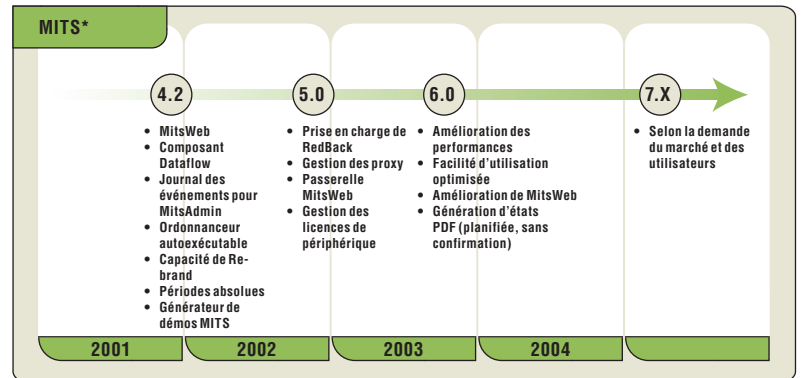 MITS*
4.2
5.0
6.0
7.X
• MitsWeb
• Composant
Dataflow
• Journal des
événements pour
MitsAdmin
• Ordonnanceur
autoexécutable
• Capacité de Re-
brand
• Périodes absolues
• Générateur de
démos MITS
• Prise en charge de
RedBack
• Gestion des proxy
• Passerelle
MitsWeb
• Gestion des
licences de
périphérique
• Amélioration des
performances
• Facilité d'utilisation
optimisée
• Amélioration de MitsWeb
• Génération d'états
PDF (planifiée, sans
confirmation)
• Selon la demande
du marché et des
utilisateurs
2001
2002
2003
2004